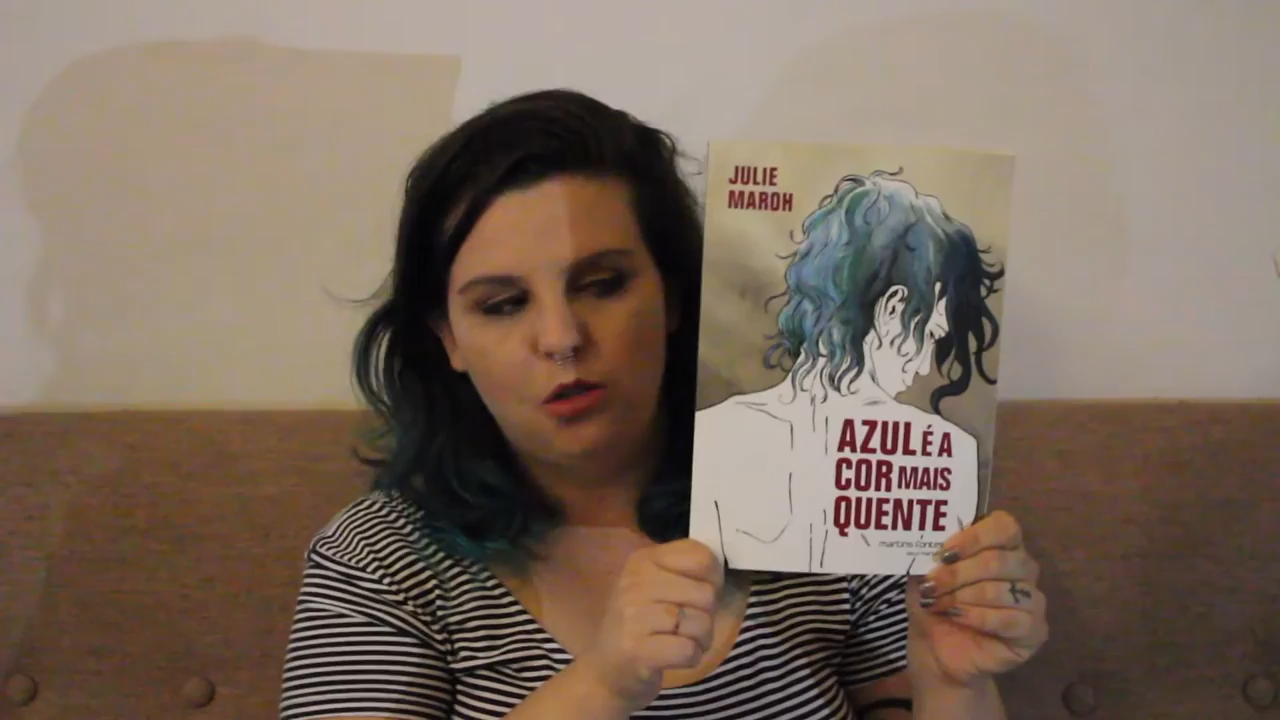 JULIE
MAROH
AZUL É A
COR MAIS
QUENTE
martins fontes